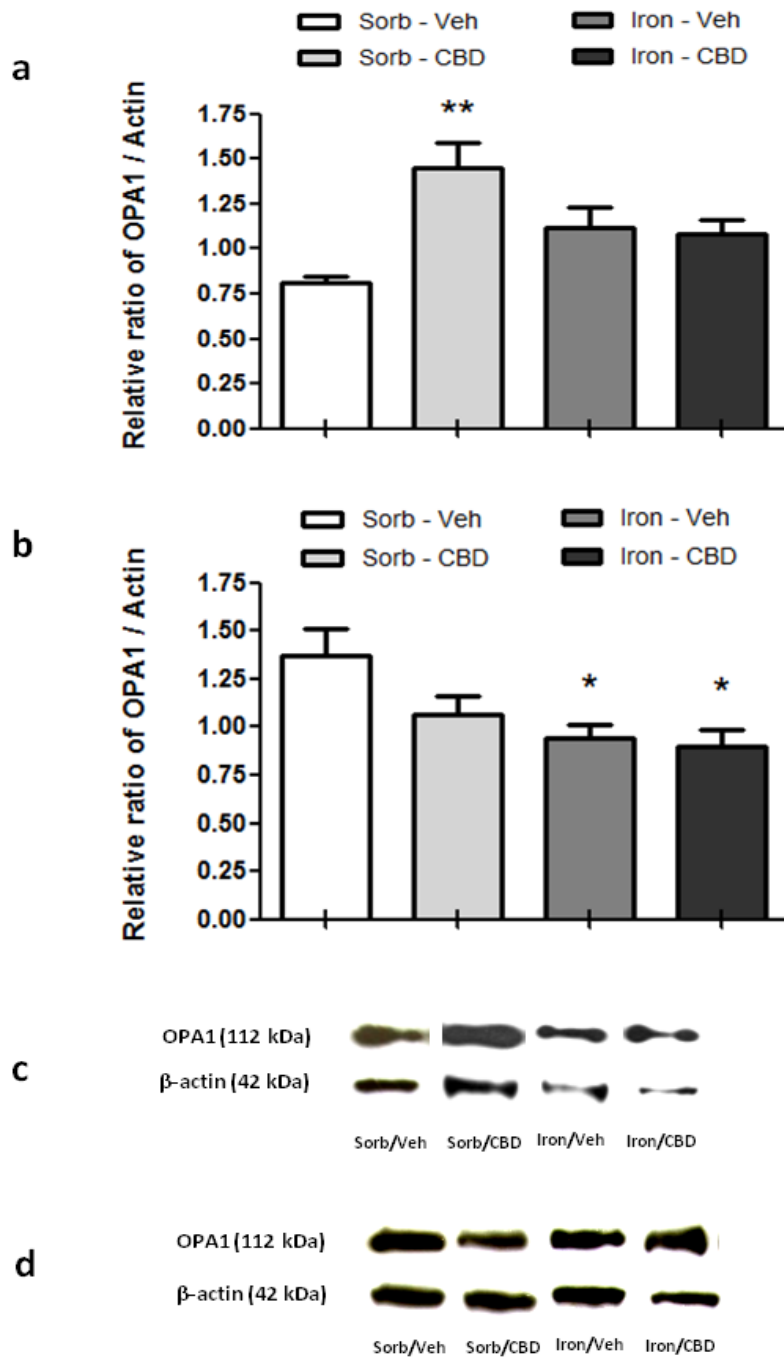 Sorb - Veh Iron - Veh
a Sorb - CBD Iron - CBD
Relative ratio of OPA1 / Actin
**
1.75
1.50
1.25
1.00
0.75
0.50
0.25
0.00
Sorb - Veh Iron - Veh
b Sorb - CBD Iron - CBD
Relative ratio of OPA1 / Actin
1.75
1.50
1.25
1.00
0.75
0.50
0.25
0.00
* *
c
OPA1 (112 kDa)
β-actin (42 kDa)
Sorb/Veh Sorb/CBD Iron/Veh Iron/CBD
d
OPA1 (112 kDa)
β-actin (42 kDa)
Sorb/Veh Sorb/CBD Iron/Veh Iron/CBD